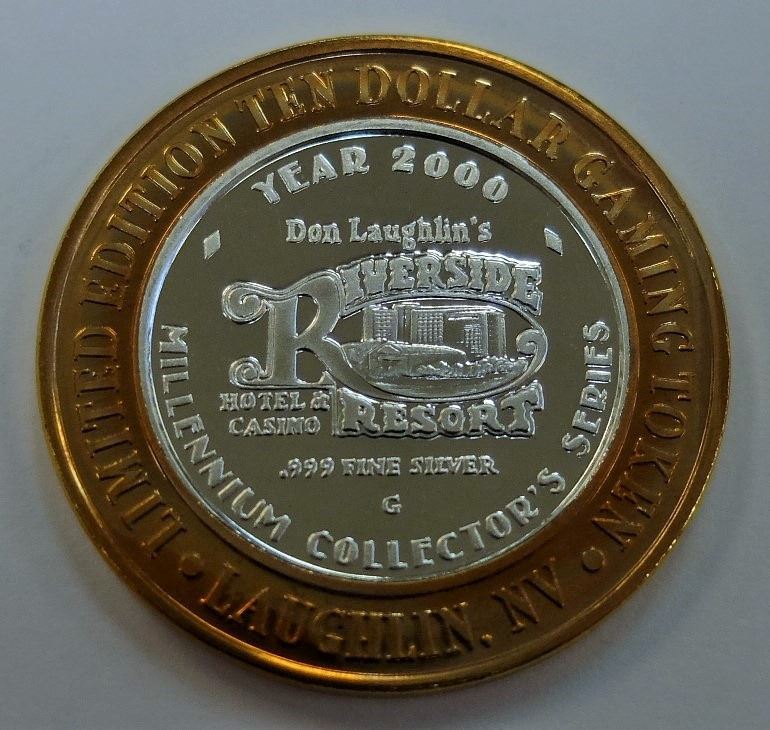 LIMITED EDITION TEN DOLLAR GAMING TOKEN
• LAUGHLIN, NV •
YEAR 2000
Don Laughlin's
RIVERSIDE
RESORT
HOTEL &
CASINO
.999 FINE SILVER
G
MILLENNIUM COLLECTOR'S SERIES